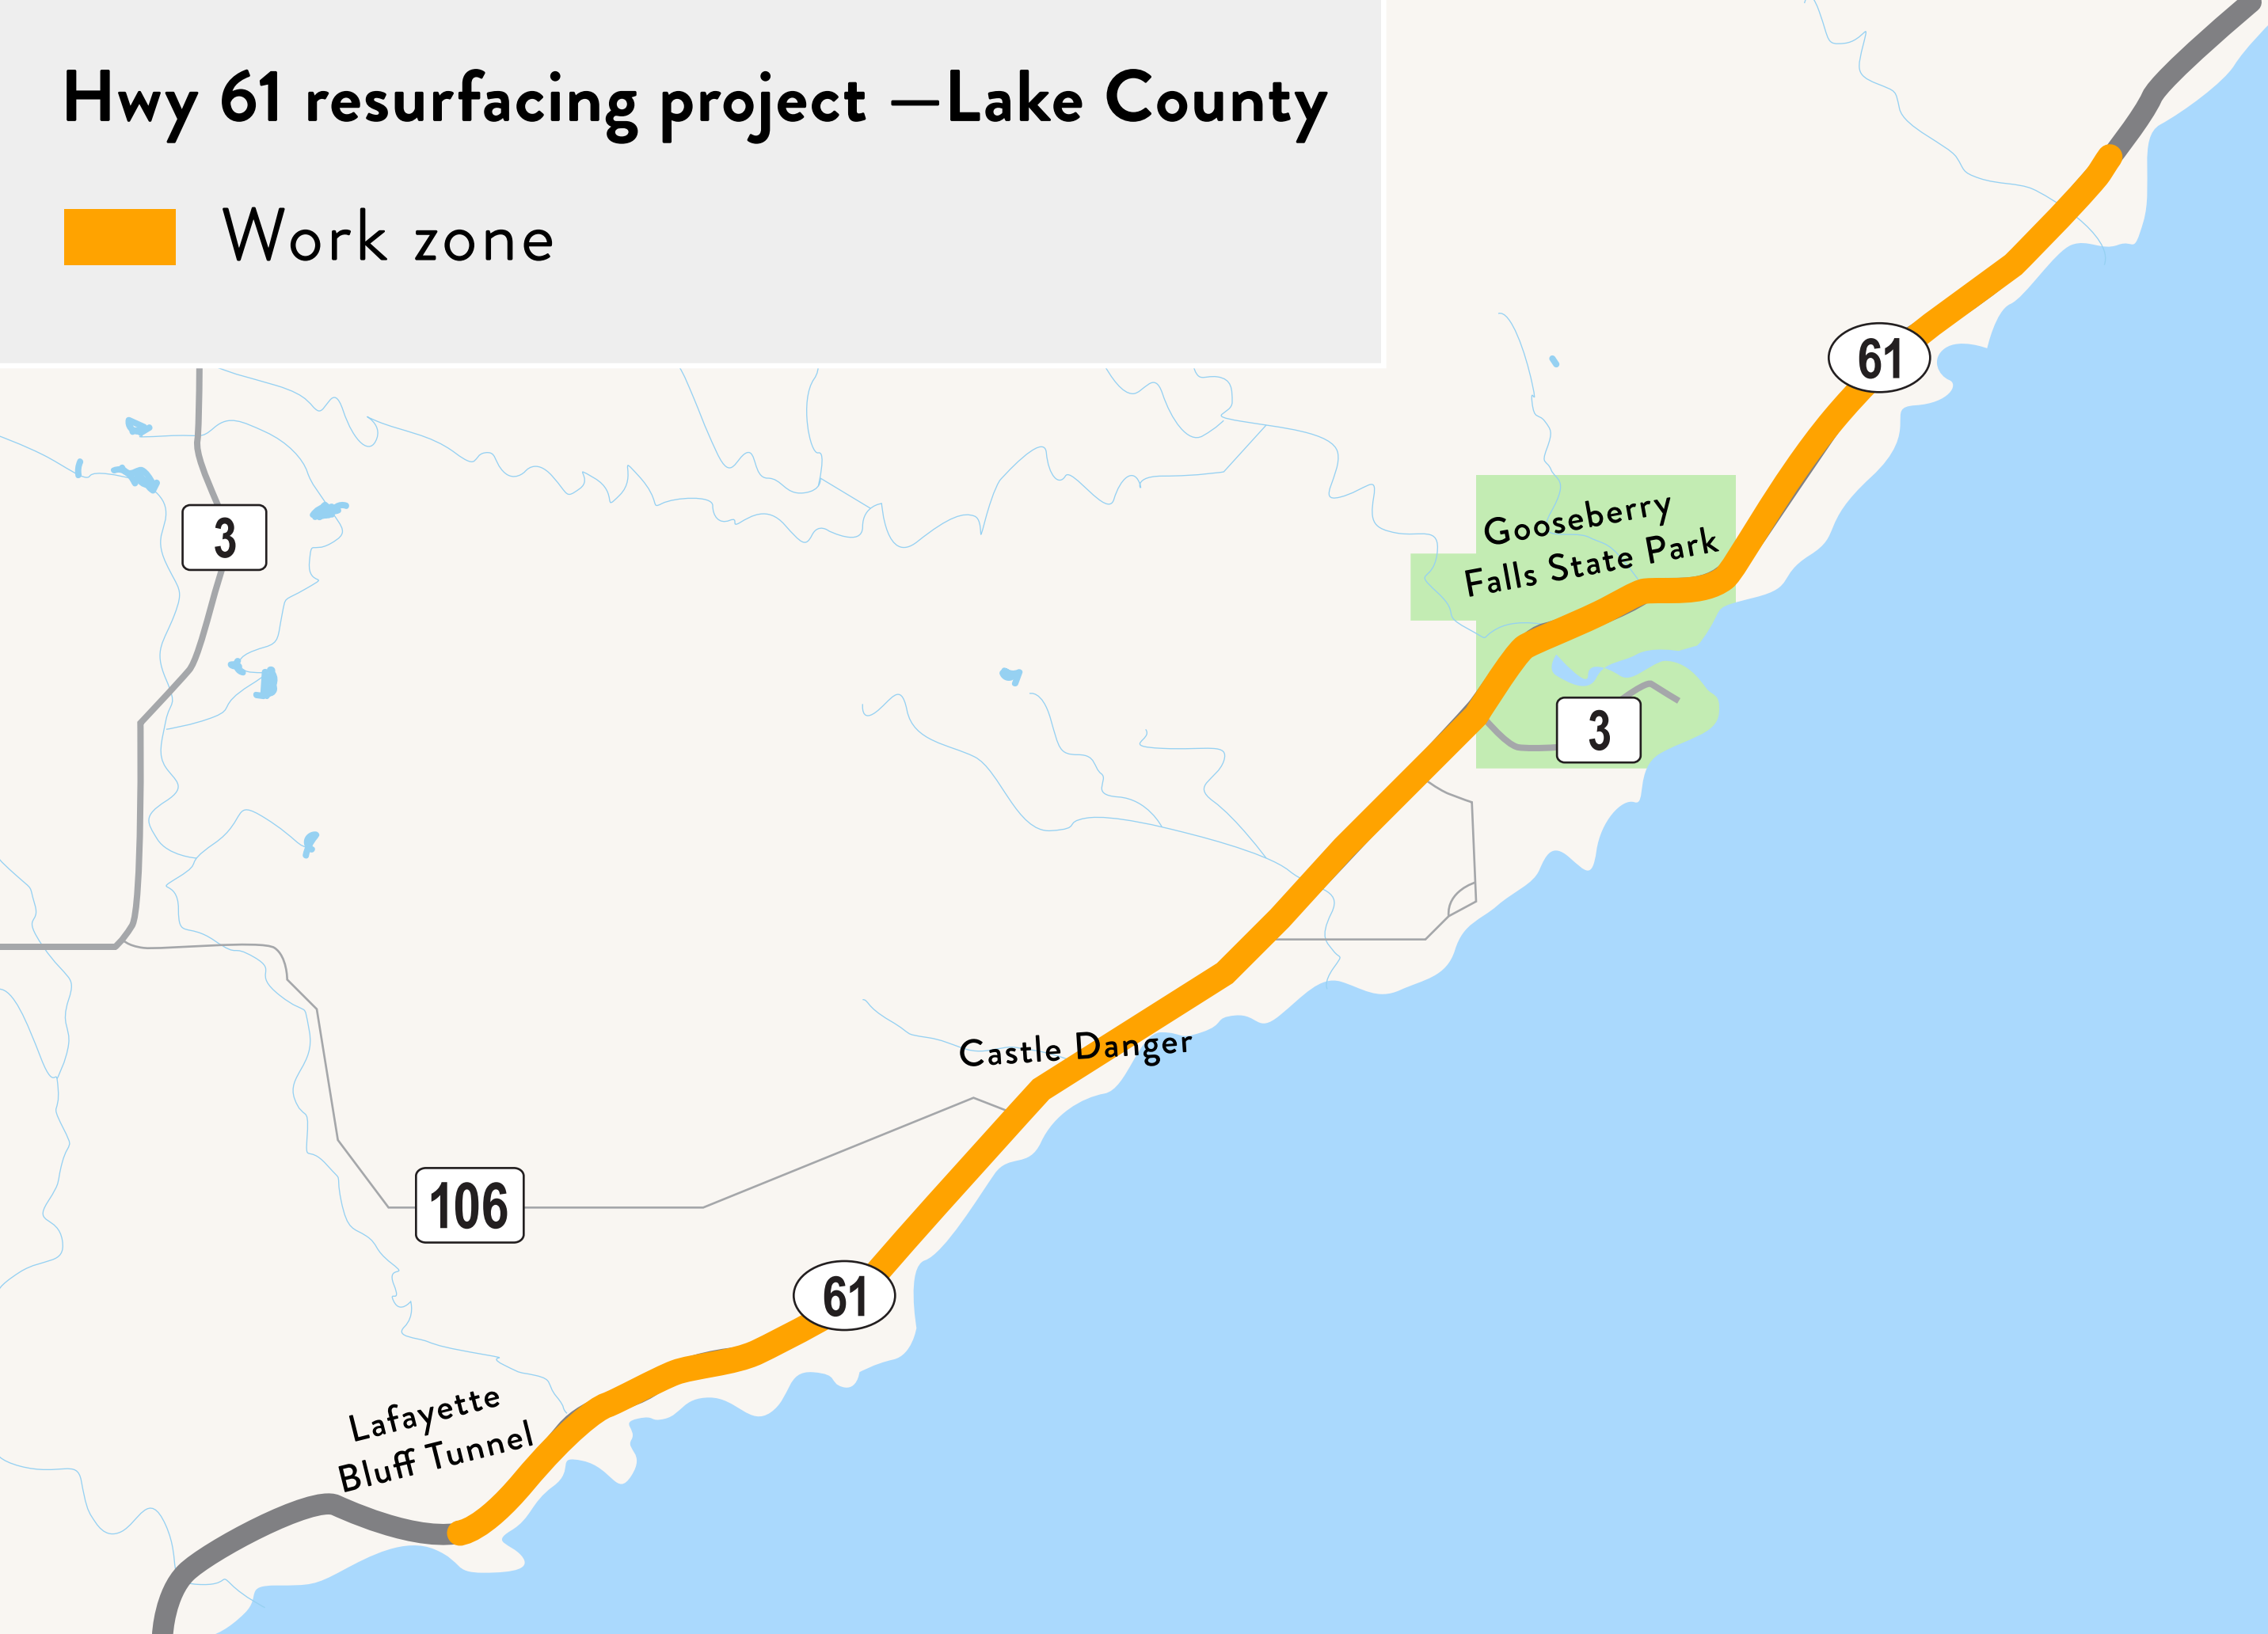 Hwy 61 resurfacing project —Lake County
Work zone
61
3
Gooseberry
Falls State Park
3
Castle Danger
106
61
Lafayette
Bluff Tunnel